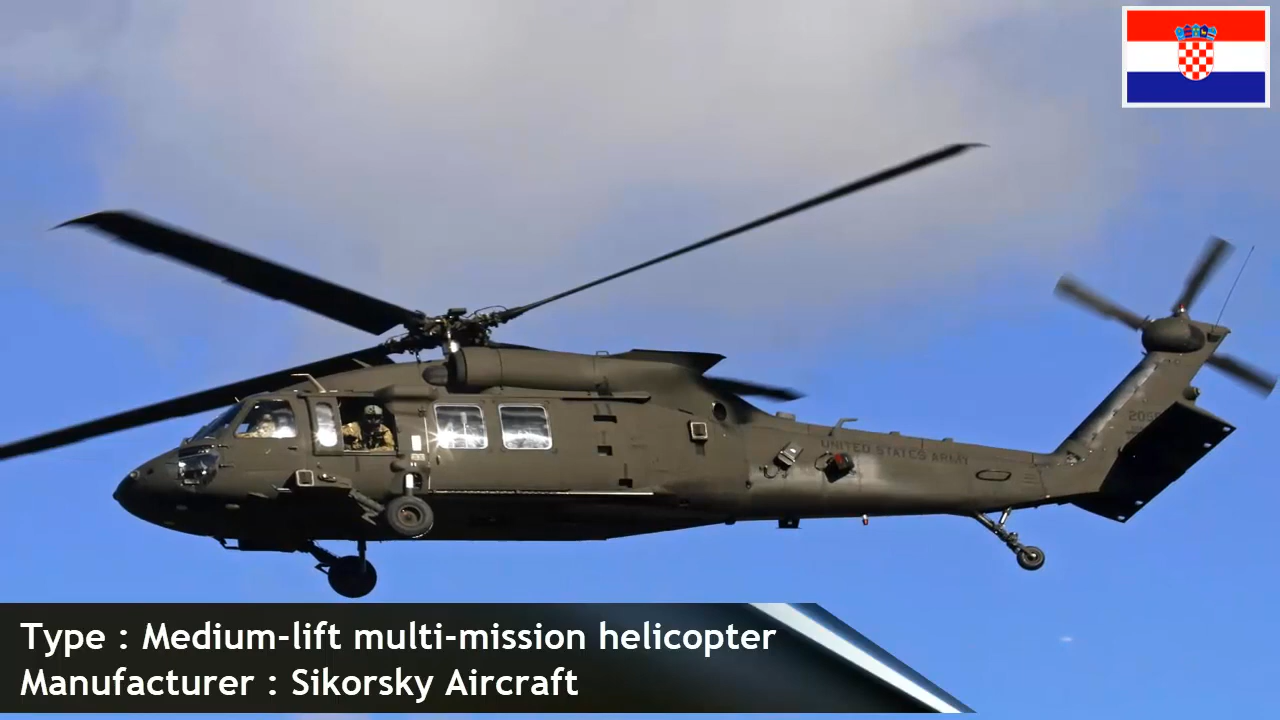 UNITED STATES ARMY
Type : Medium-lift multi-mission helicopter
Manufacturer : Sikorsky Aircraft